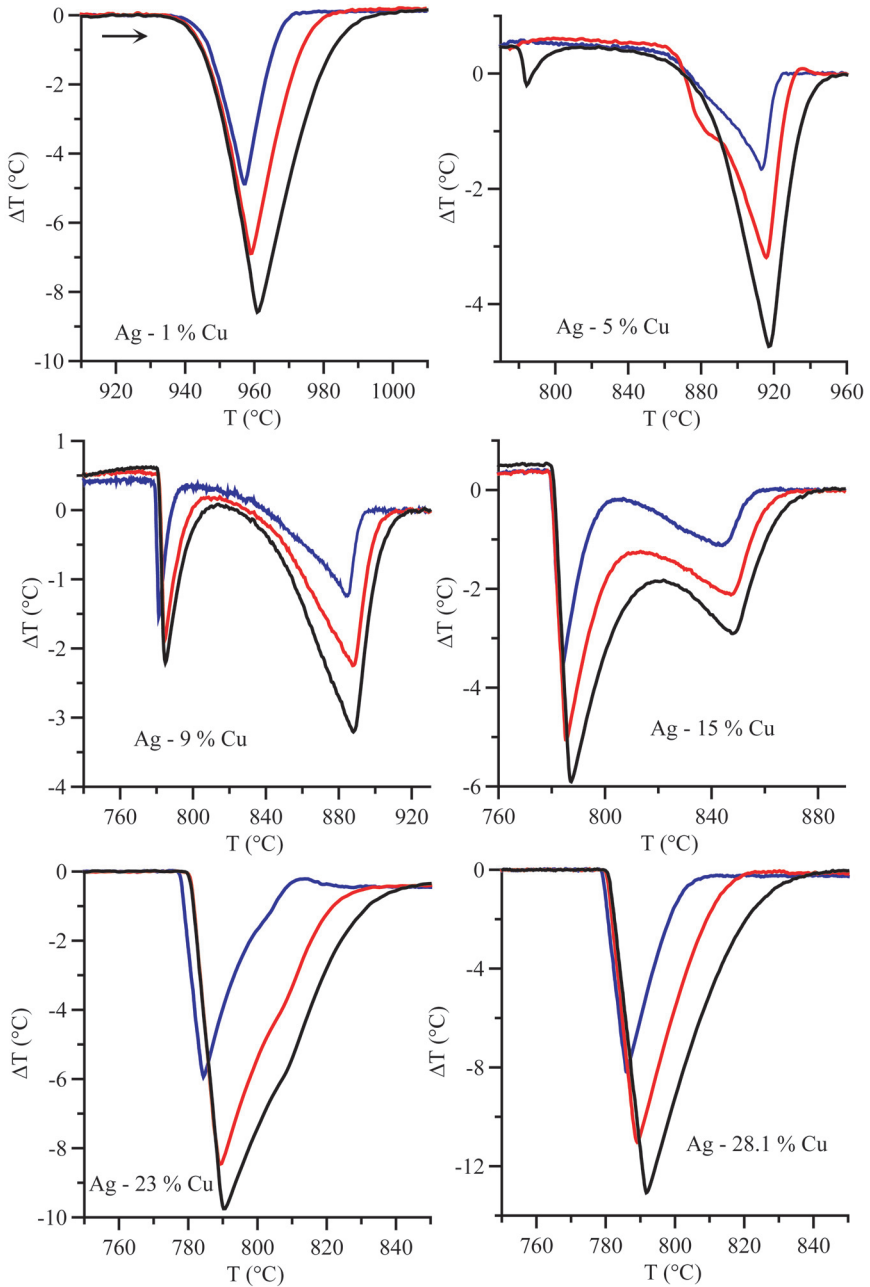 0
-2
-4
-6
-8
-10
ΔT (°C)
Ag - 1 % Cu
920 940 960 980 1000
T (°C)
0
-2
-4
ΔT (°C)
Ag - 5 % Cu
800 840 880 920 960
T (°C)
1
0
-1
-2
-3
-4
ΔT (°C)
Ag - 9 % Cu
760 800 840 880 920
T (°C)
0
-2
-4
-6
ΔT (°C)
Ag - 15 % Cu
760 800 840 880
T (°C)
0
-2
-4
-6
-8
-10
ΔT (°C)
Ag - 23 % Cu
760 780 800 820 840
T (°C)
0
-4
-8
-12
ΔT (°C)
Ag - 28.1 % Cu
760 780 800 820 840
T (°C)